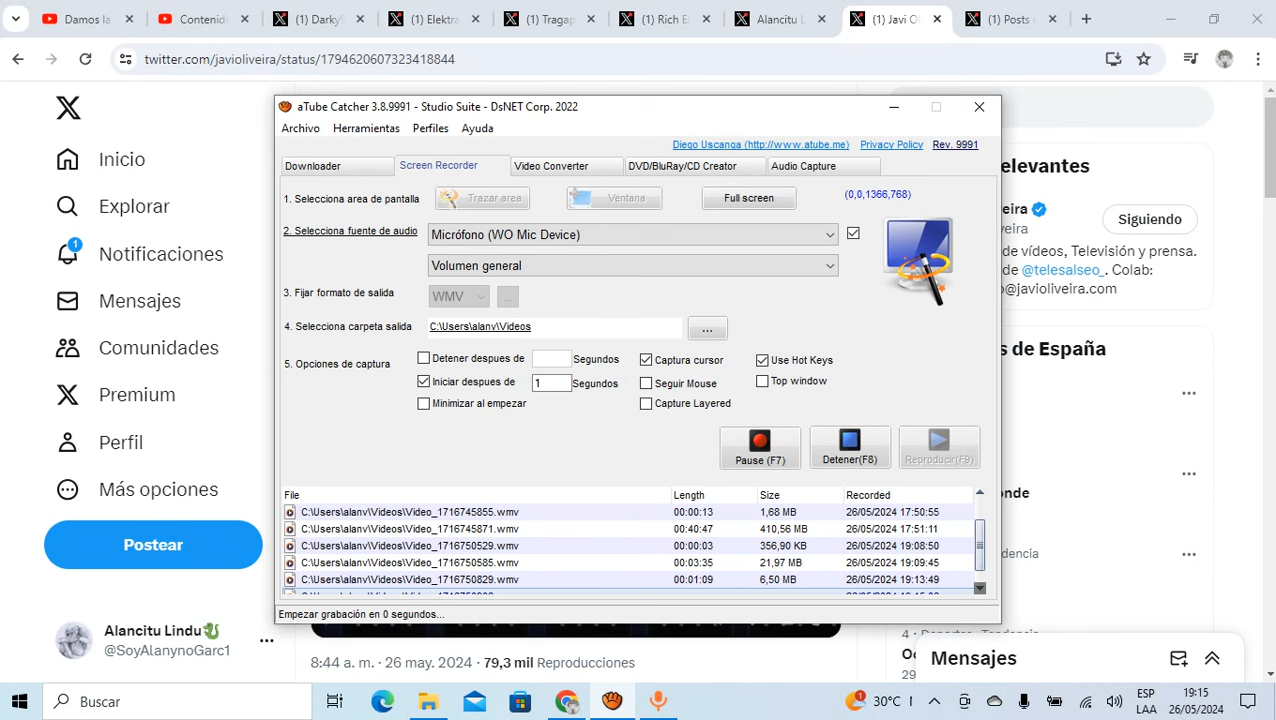 Damos la
Contenido
(1) Darky
(1) Elektra
(1) Tragap
(1) Rich E
Alancitu L
(1) Javi O
(1) Posts
twitter.com/javioliveira/status/1794620607323418844
X
Inicio
Explorar
1
Notificaciones
Mensajes
Comunidades
Premium
Perfil
Más opciones
Postear
Alancitu Lindu
@SoyAlanynoGarc1
aTube Catcher 3.8.9991 - Studio Suite - DsNET Corp. 2022
Archivo Herramientas Perfiles Ayuda
Diego Uscanga (http://www.atube.me) Privacy Policy Rev. 9991
Downloader Screen Recorder Video Converter DVD/BluRay/CD Creator Audio Capture
1. Selecciona area de pantalla Trazar area Ventana Full screen (0,0,1366,768)
2. Selecciona fuente de audio Micrófono (WO Mic Device)
Volumen general
3. Fijar formato de salida WMV ...
4. Selecciona carpeta salida C:\Users\alanv\Videos ...
5. Opciones de captura
Detener despues de Segundos Captura cursor Use Hot Keys
Iniciar despues de 1 Segundos Seguir Mouse Top window
Minimizar al empezar Capture Layered
Pause (F7) Detener(F8) Reproducir(F9)
File Length Size Recorded
C:\Users\alanv\Videos\Video_1716745855.wmv 00:00:13 1,68 MB 26/05/2024 17:50:55
C:\Users\alanv\Videos\Video_1716745871.wmv 00:40:47 410,56 MB 26/05/2024 17:51:11
C:\Users\alanv\Videos\Video_1716750529.wmv 00:00:03 356,90 KB 26/05/2024 19:08:50
C:\Users\alanv\Videos\Video_1716750585.wmv 00:03:35 21,97 MB 26/05/2024 19:09:45
C:\Users\alanv\Videos\Video_1716750829.wmv 00:01:09 6,50 MB 26/05/2024 19:13:49
Empezar grabación en 0 segundos...
8:44 a. m. · 26 may. 2024 · 79,3 mil Reproducciones
relevantes
eira
Siguiendo
veira
de vídeos, Televisión y prensa.
de @telesalseo_. Colab:
o@javioliveira.com
s de España
onde
dencia
4 · Deportes · Tendencia
Mensajes
Buscar
1
30°C
ESP
LAA
19:15
26/05/2024